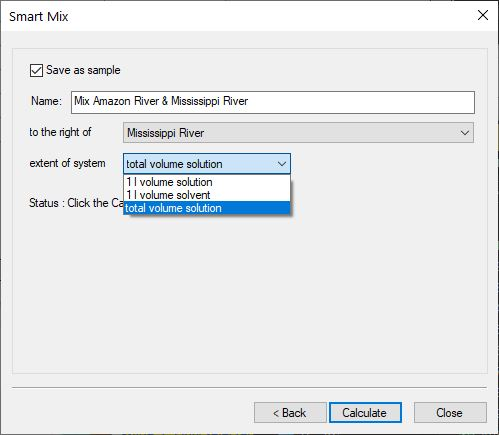 Smart Mix
Save as sample
Name: Mix Amazon River & Mississippi River
to the right of Mississippi River
extent of system total volume solution
1 l volume solution
1 l volume solvent
Status : Click the Ca
total volume solution
< Back Calculate Close